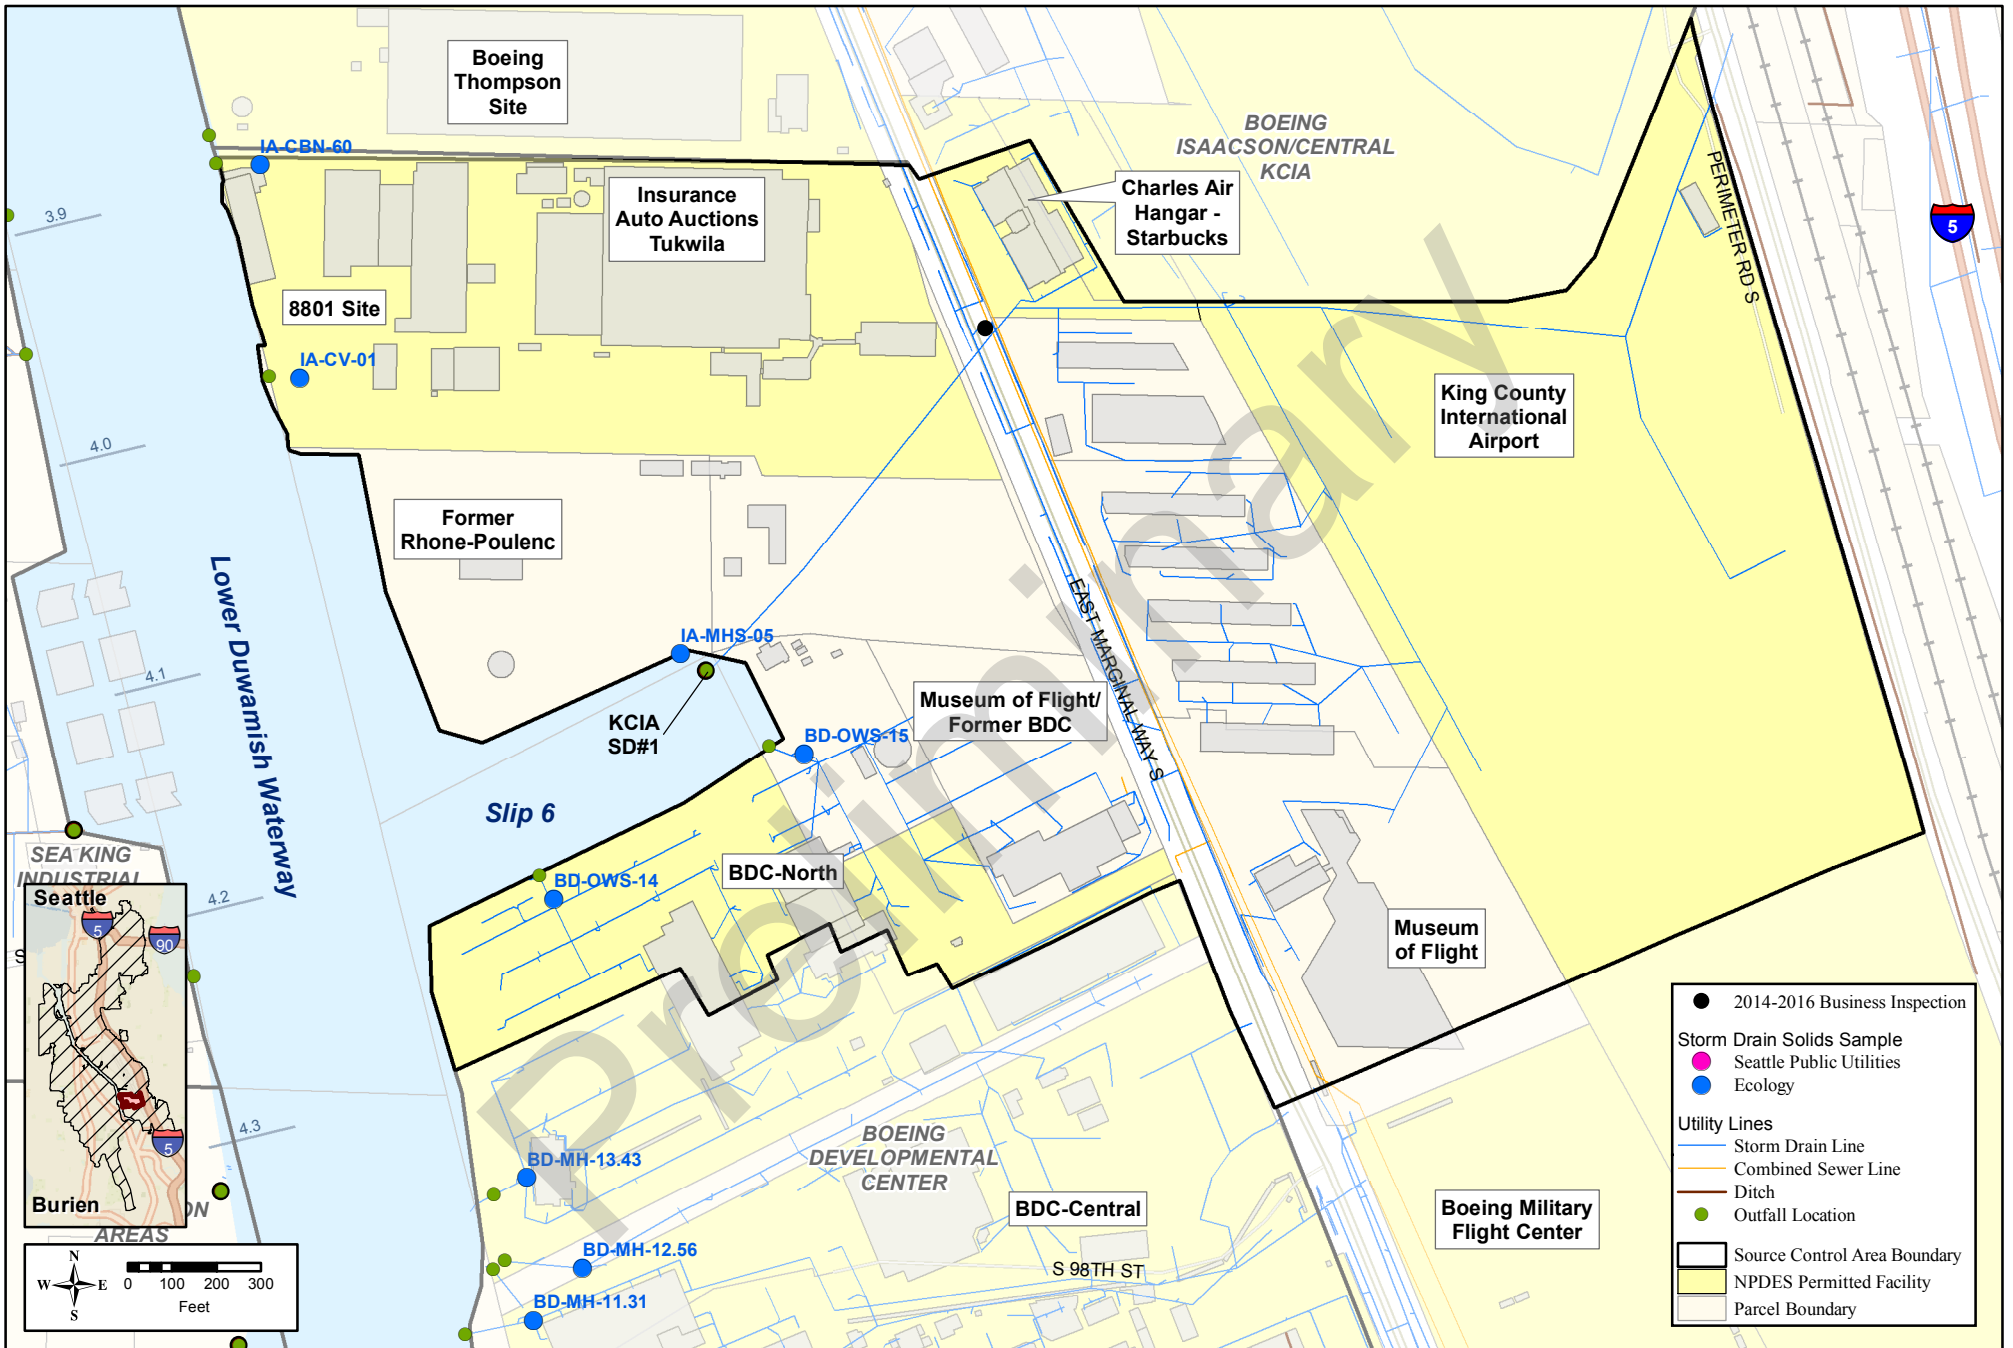 Boeing
Thompson
Site
IA-CBN-60
Insurance
Auto Auctions
Tukwila
BOEING
ISAACSON/CENTRAL
KCIA
Charles Air
Hangar -
Starbucks
PERIMETER RD S
5
3.9
8801 Site
IA-CV-01
King County
International
Airport
4.0
Former
Rhone-Poulenc
Lower Duwamish Waterway
EAST MARGINAL WAY S
IA-MHS-05
4.1
KCIA
SD#1
Museum of Flight/
Former BDC
BD-OWS-15
Slip 6
SEA KING
INDUSTRIAL
BDC-North
BD-OWS-14
4.2
Museum
of Flight
Preliminary
Seattle
5
90
S
5
Burien
ON
AREAS
4.3
BOEING
DEVELOPMENTAL
CENTER
BD-MH-13.43
BDC-Central
Boeing Military
Flight Center
BD-MH-12.56
S 98TH ST
BD-MH-11.31
N
W E
S
0 100 200 300
Feet
2014-2016 Business Inspection
Storm Drain Solids Sample
Seattle Public Utilities
Ecology
Utility Lines
Storm Drain Line
Combined Sewer Line
Ditch
Outfall Location
Source Control Area Boundary
NPDES Permitted Facility
Parcel Boundary